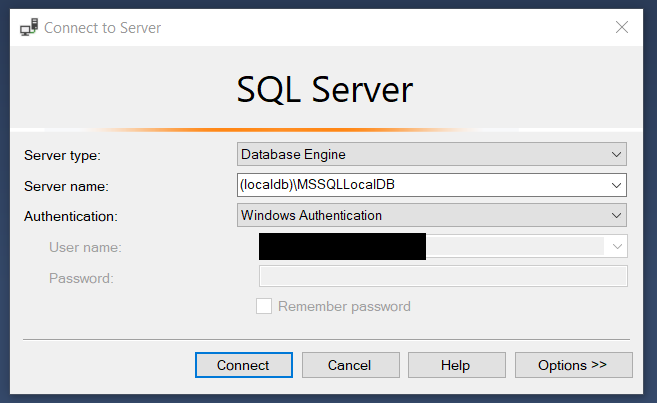 Connect to Server
SQL Server
Server type: Database Engine
Server name: (localdb)\MSSQLLocalDB
Authentication: Windows Authentication
User name:
Password:
Remember password
Connect Cancel Help Options >>